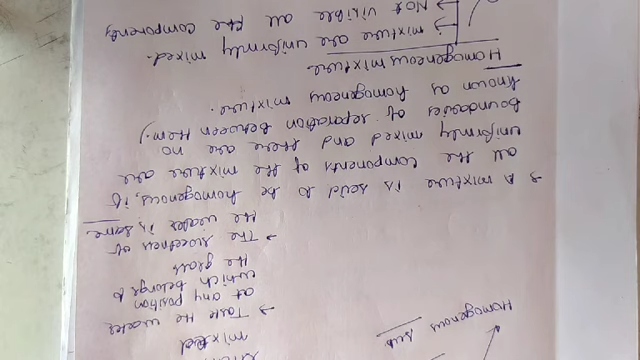 mixed
Homogenous sub
→ Take the water
at any position
which belongs to
the glass
→ The sweetness of
the water is same
→ A mixture is said to be homogenous, if
all the components of the mixture are
uniformly mixed and there are no
boundaries of separation between them.)
known as homogeneous mixture.
Homogeneous mixture
→ mixture are uniformly mixed.
→ Not visible all the components